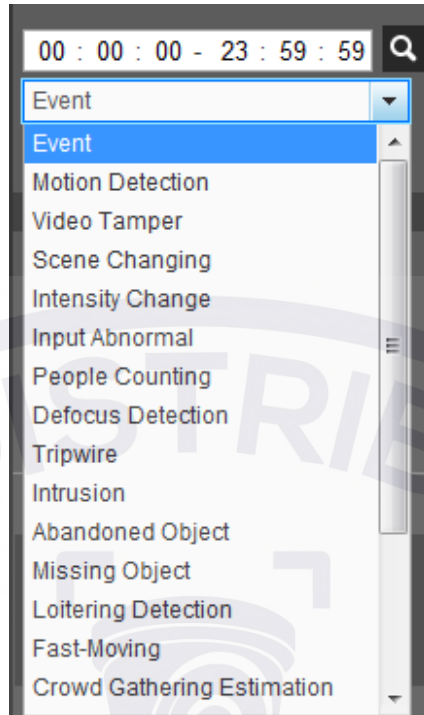 00 : 00 : 00 - 23 : 59 : 59
Event
Event
Motion Detection
Video Tamper
Scene Changing
Intensity Change
Input Abnormal
People Counting
Defocus Detection
Tripwire
Intrusion
Abandoned Object
Missing Object
Loitering Detection
Fast-Moving
Crowd Gathering Estimation